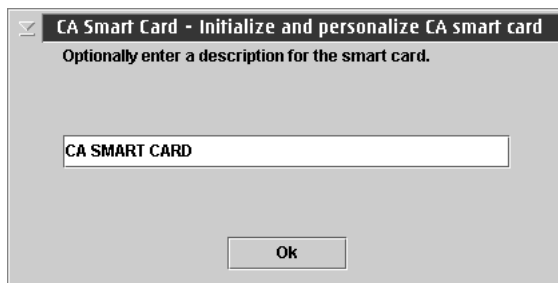 CA Smart Card - Initialize and personalize CA smart card
Optionally enter a description for the smart card.
CA SMART CARD
Ok